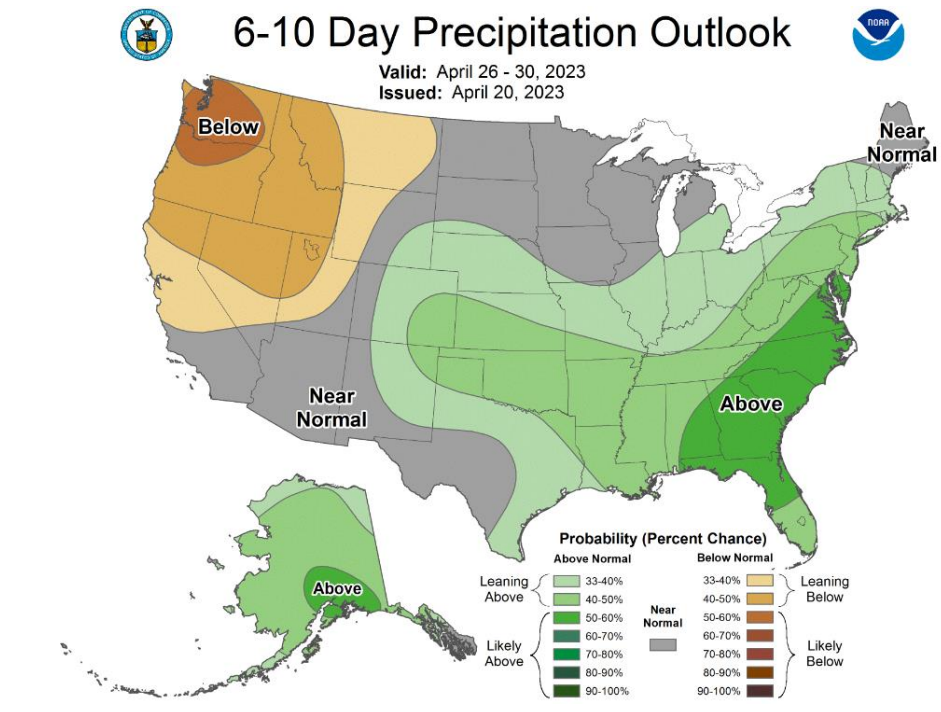 6-10 Day Precipitation Outlook
Valid: April 26 - 30, 2023
Issued: April 20, 2023
NOAA
Below
Near
Normal
Near
Normal
Above
Above
Probability (Percent Chance)
Above Normal
Below Normal
Leaning
Above
33-40%
40-50%
Likely
Above
50-60%
60-70%
70-80%
80-90%
90-100%
Near
Normal
33-40%
40-50%
Leaning
Below
50-60%
60-70%
70-80%
80-90%
90-100%
Likely
Below